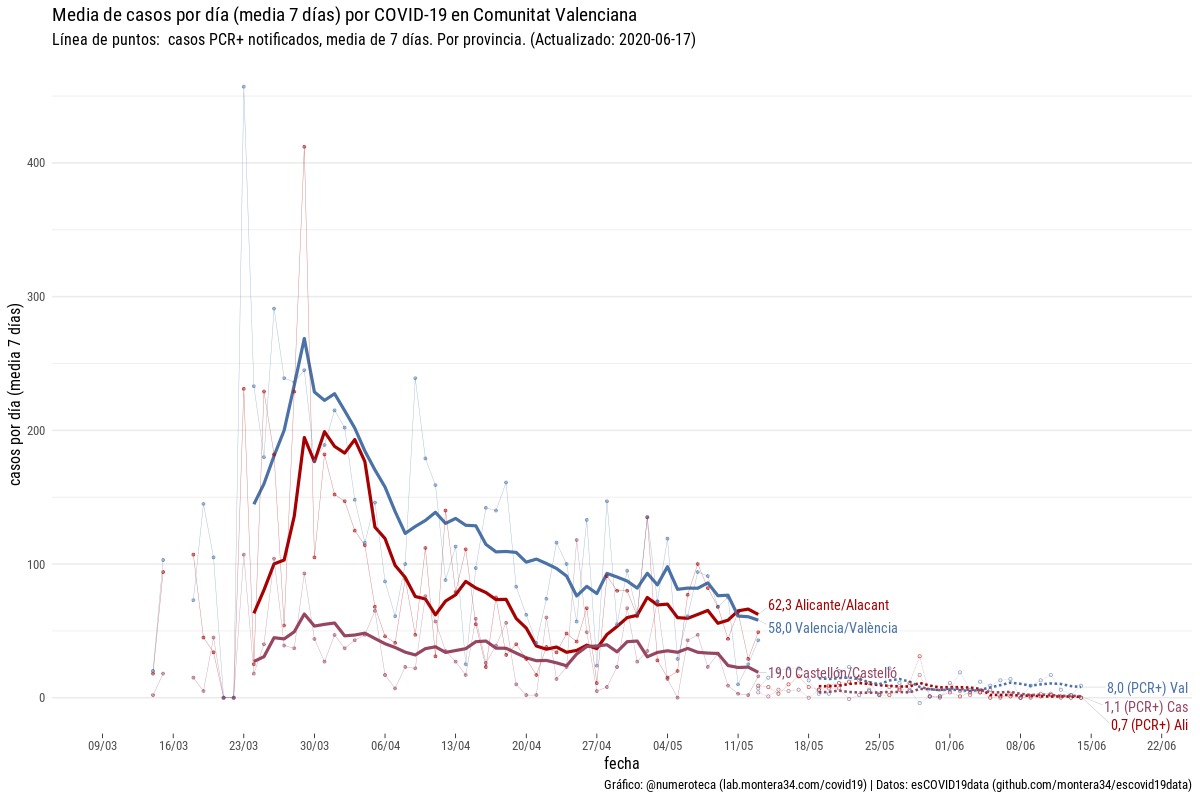 Media de casos por día (media 7 días) por COVID-19 en Comunitat Valenciana
Línea de puntos:  casos PCR+ notificados, media de 7 días. Por provincia. (Actualizado: 2020-06-17)
casos por día (media 7 días)
400
300
200
100
0
62,3 Alicante/Alacant
58,0 Valencia/València
19,0 Castellón/Castelló
8,0 (PCR+) Val
1,1 (PCR+) Cas
0,7 (PCR+) Ali
09/03 16/03 23/03 30/03 06/04 13/04 20/04 27/04 04/05 11/05 18/05 25/05 01/06 08/06 15/06 22/06
fecha
Gráfico: @numeroteca (lab.montera34.com/covid19) | Datos: esCOVID19data (github.com/montera34/escovid19data)